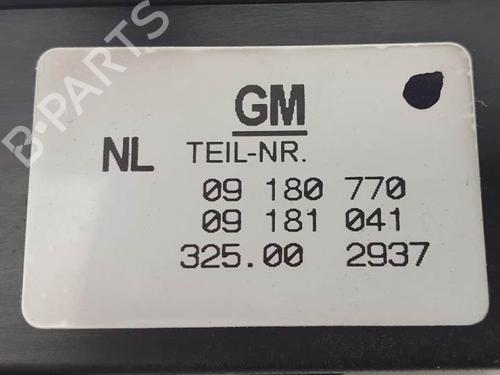 GM
NL TEIL-NR.
09 180 770
09 181 041
325.00 2937
B-PARTS